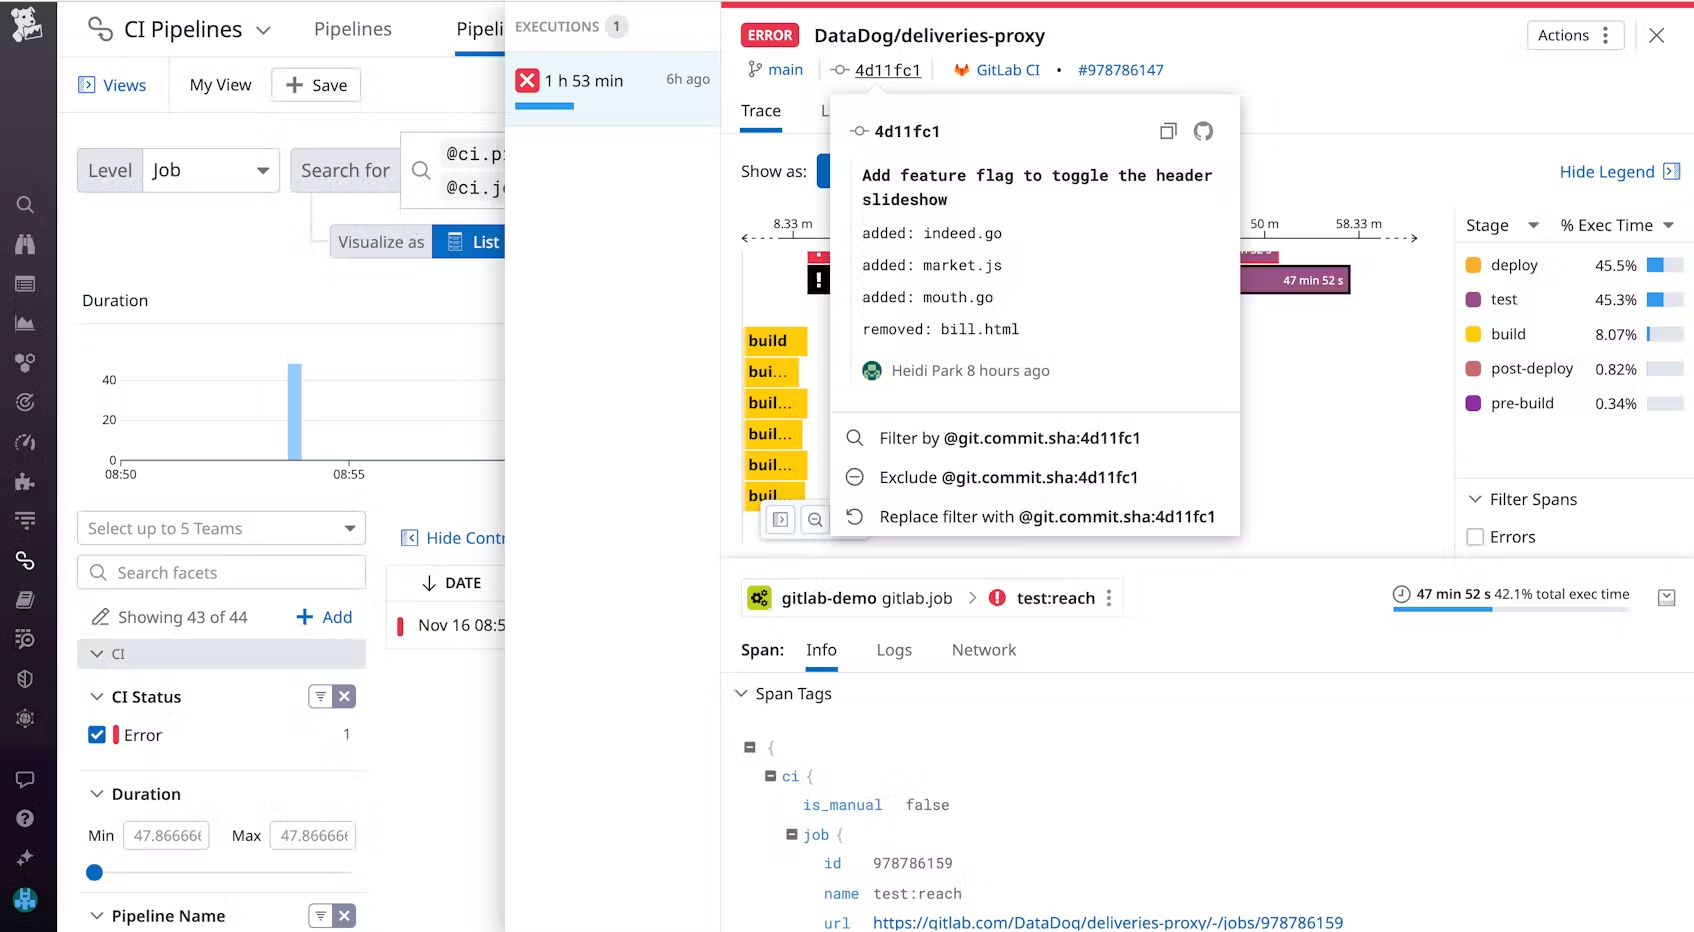 CI Pipelines
Pipelines
Views
My View
Save
Level
Job
Search for
Visualize as
List
Duration
40
20
0
08:50
08:55
Select up to 5 Teams
Search facets
Showing 43 of 44
Add
CI
CI Status
Error
1
Duration
Min
47.866666
Max
47.866666
Pipeline Name
Hide Contr
DATE
Nov 16 08:5
EXECUTIONS 1
1 h 53 min
6h ago
ERROR DataDog/deliveries-proxy
Actions
main
4d11fc1
GitLab CI • #978786147
Trace
Show as:
Hide Legend
8.33 m
50 m
58.33 m
47 min 52 s
build
bui...
buil...
buil...
buil...
buil...
4d11fc1
Add feature flag to toggle the header
slideshow
added: indeed.go
added: market.js
added: mouth.go
removed: bill.html
Heidi Park 8 hours ago
Filter by @git.commit.sha:4d11fc1
Exclude @git.commit.sha:4d11fc1
Replace filter with @git.commit.sha:4d11fc1
Stage
% Exec Time
deploy 45.5%
test 45.3%
build 8.07%
post-deploy 0.82%
pre-build 0.34%
Filter Spans
Errors
gitlab-demo gitlab.job
test:reach
47 min 52 s 42.1% total exec time
Span:
Info
Logs
Network
Span Tags
{
ci {
is_manual false
job {
id 978786159
name test:reach
url https://gitlab.com/DataDog/deliveries-proxy/-/jobs/978786159